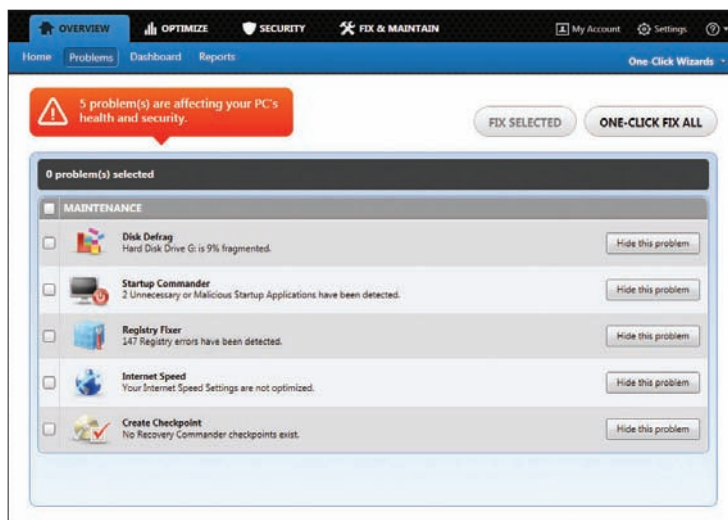 OVERVIEW OPTIMIZE SECURITY FIX & MAINTAIN My Account Settings
Home Problems Dashboard Reports One-Click Wizards
5 problem(s) are affecting your PC's
health and security.
FIX SELECTED ONE-CLICK FIX ALL
0 problem(s) selected
MAINTENANCE
Disk Defrag
Hard Disk Drive G: is 9% fragmented.
Hide this problem
Startup Commander
2 Unnecessary or Malicious Startup Applications have been detected.
Hide this problem
Registry Fixer
147 Registry errors have been detected.
Hide this problem
Internet Speed
Your Internet Speed Settings are not optimized.
Hide this problem
Create Checkpoint
No Recovery Commander checkpoints exist.
Hide this problem